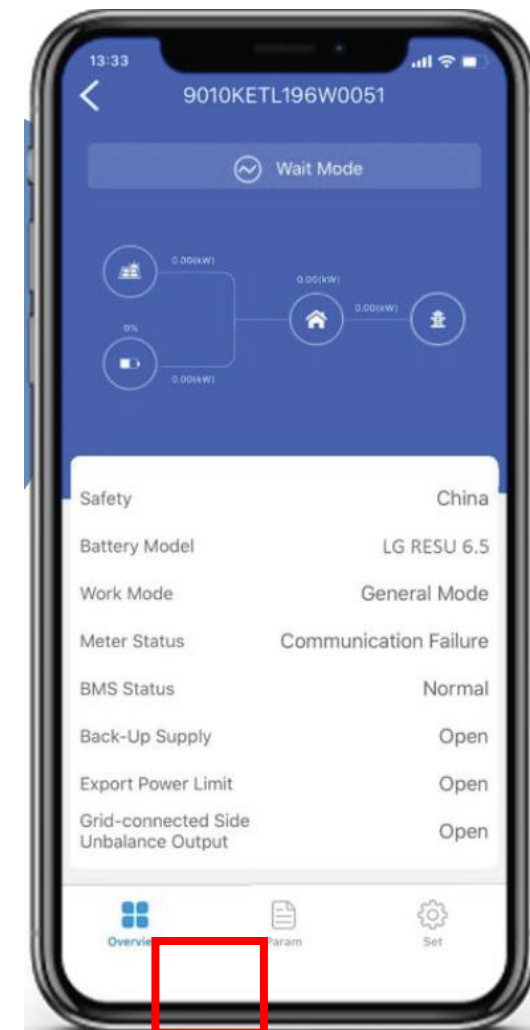 13:33
9010KETL196W0051
Wait Mode
0.00(kW)
0.00(kW)
0.00(kW)
0%
0.00(kW)
Safety China
Battery Model LG RESU 6.5
Work Mode General Mode
Meter Status Communication Failure
BMS Status Normal
Back-Up Supply Open
Export Power Limit Open
Grid-connected Side
Unbalance Output Open
Set